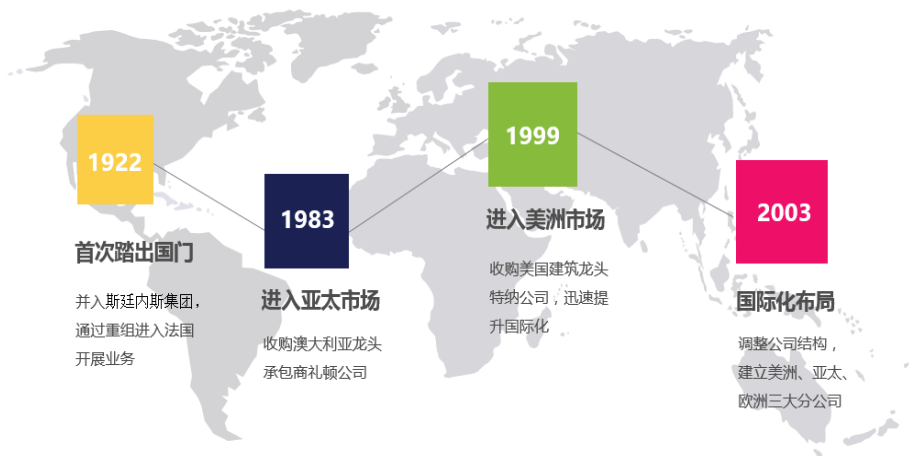 1922
首次踏出国门
并入斯廷内斯集团，
通过重组进入法国
开展业务
1983
进入亚太市场
收购澳大利亚龙头
承包商礼顿公司
1999
进入美洲市场
收购美国建筑龙头
特纳公司，迅速提
升国际化
2003
国际化布局
调整公司结构，
建立美洲、亚太、
欧洲三大分公司